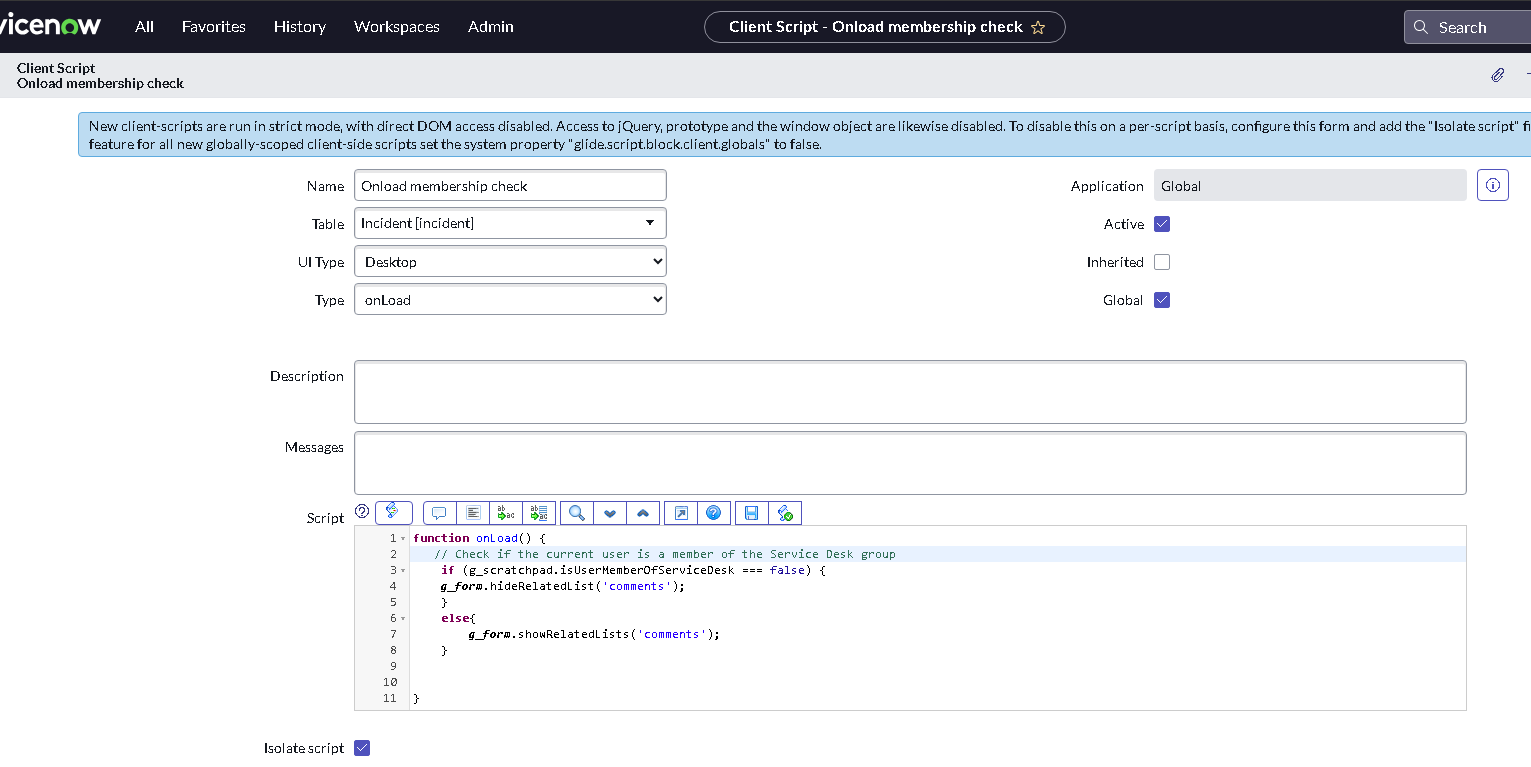 vicenow All Favorites History Workspaces Admin Client Script - Onload membership check Search
Client Script
Onload membership check
New client-scripts are run in strict mode, with direct DOM access disabled. Access to jQuery, prototype and the window object are likewise disabled. To disable this on a per-script basis, configure this form and add the "Isolate script" fi
feature for all new globally-scoped client-side scripts set the system property "glide.script.block.client.globals" to false.
Name Onload membership check Application Global
Table Incident [incident] Active
UI Type Desktop Inherited
Type onLoad Global
Description
Messages
Script
1 function onLoad() {
2 // Check if the current user is a member of the Service Desk group
3 if (g_scratchpad.isUserMemberOfServiceDesk === false) {
4 g_form.hideRelatedList('comments');
5 }
6 else{
7 g_form.showRelatedLists('comments');
8 }
9
10
11 }
Isolate script